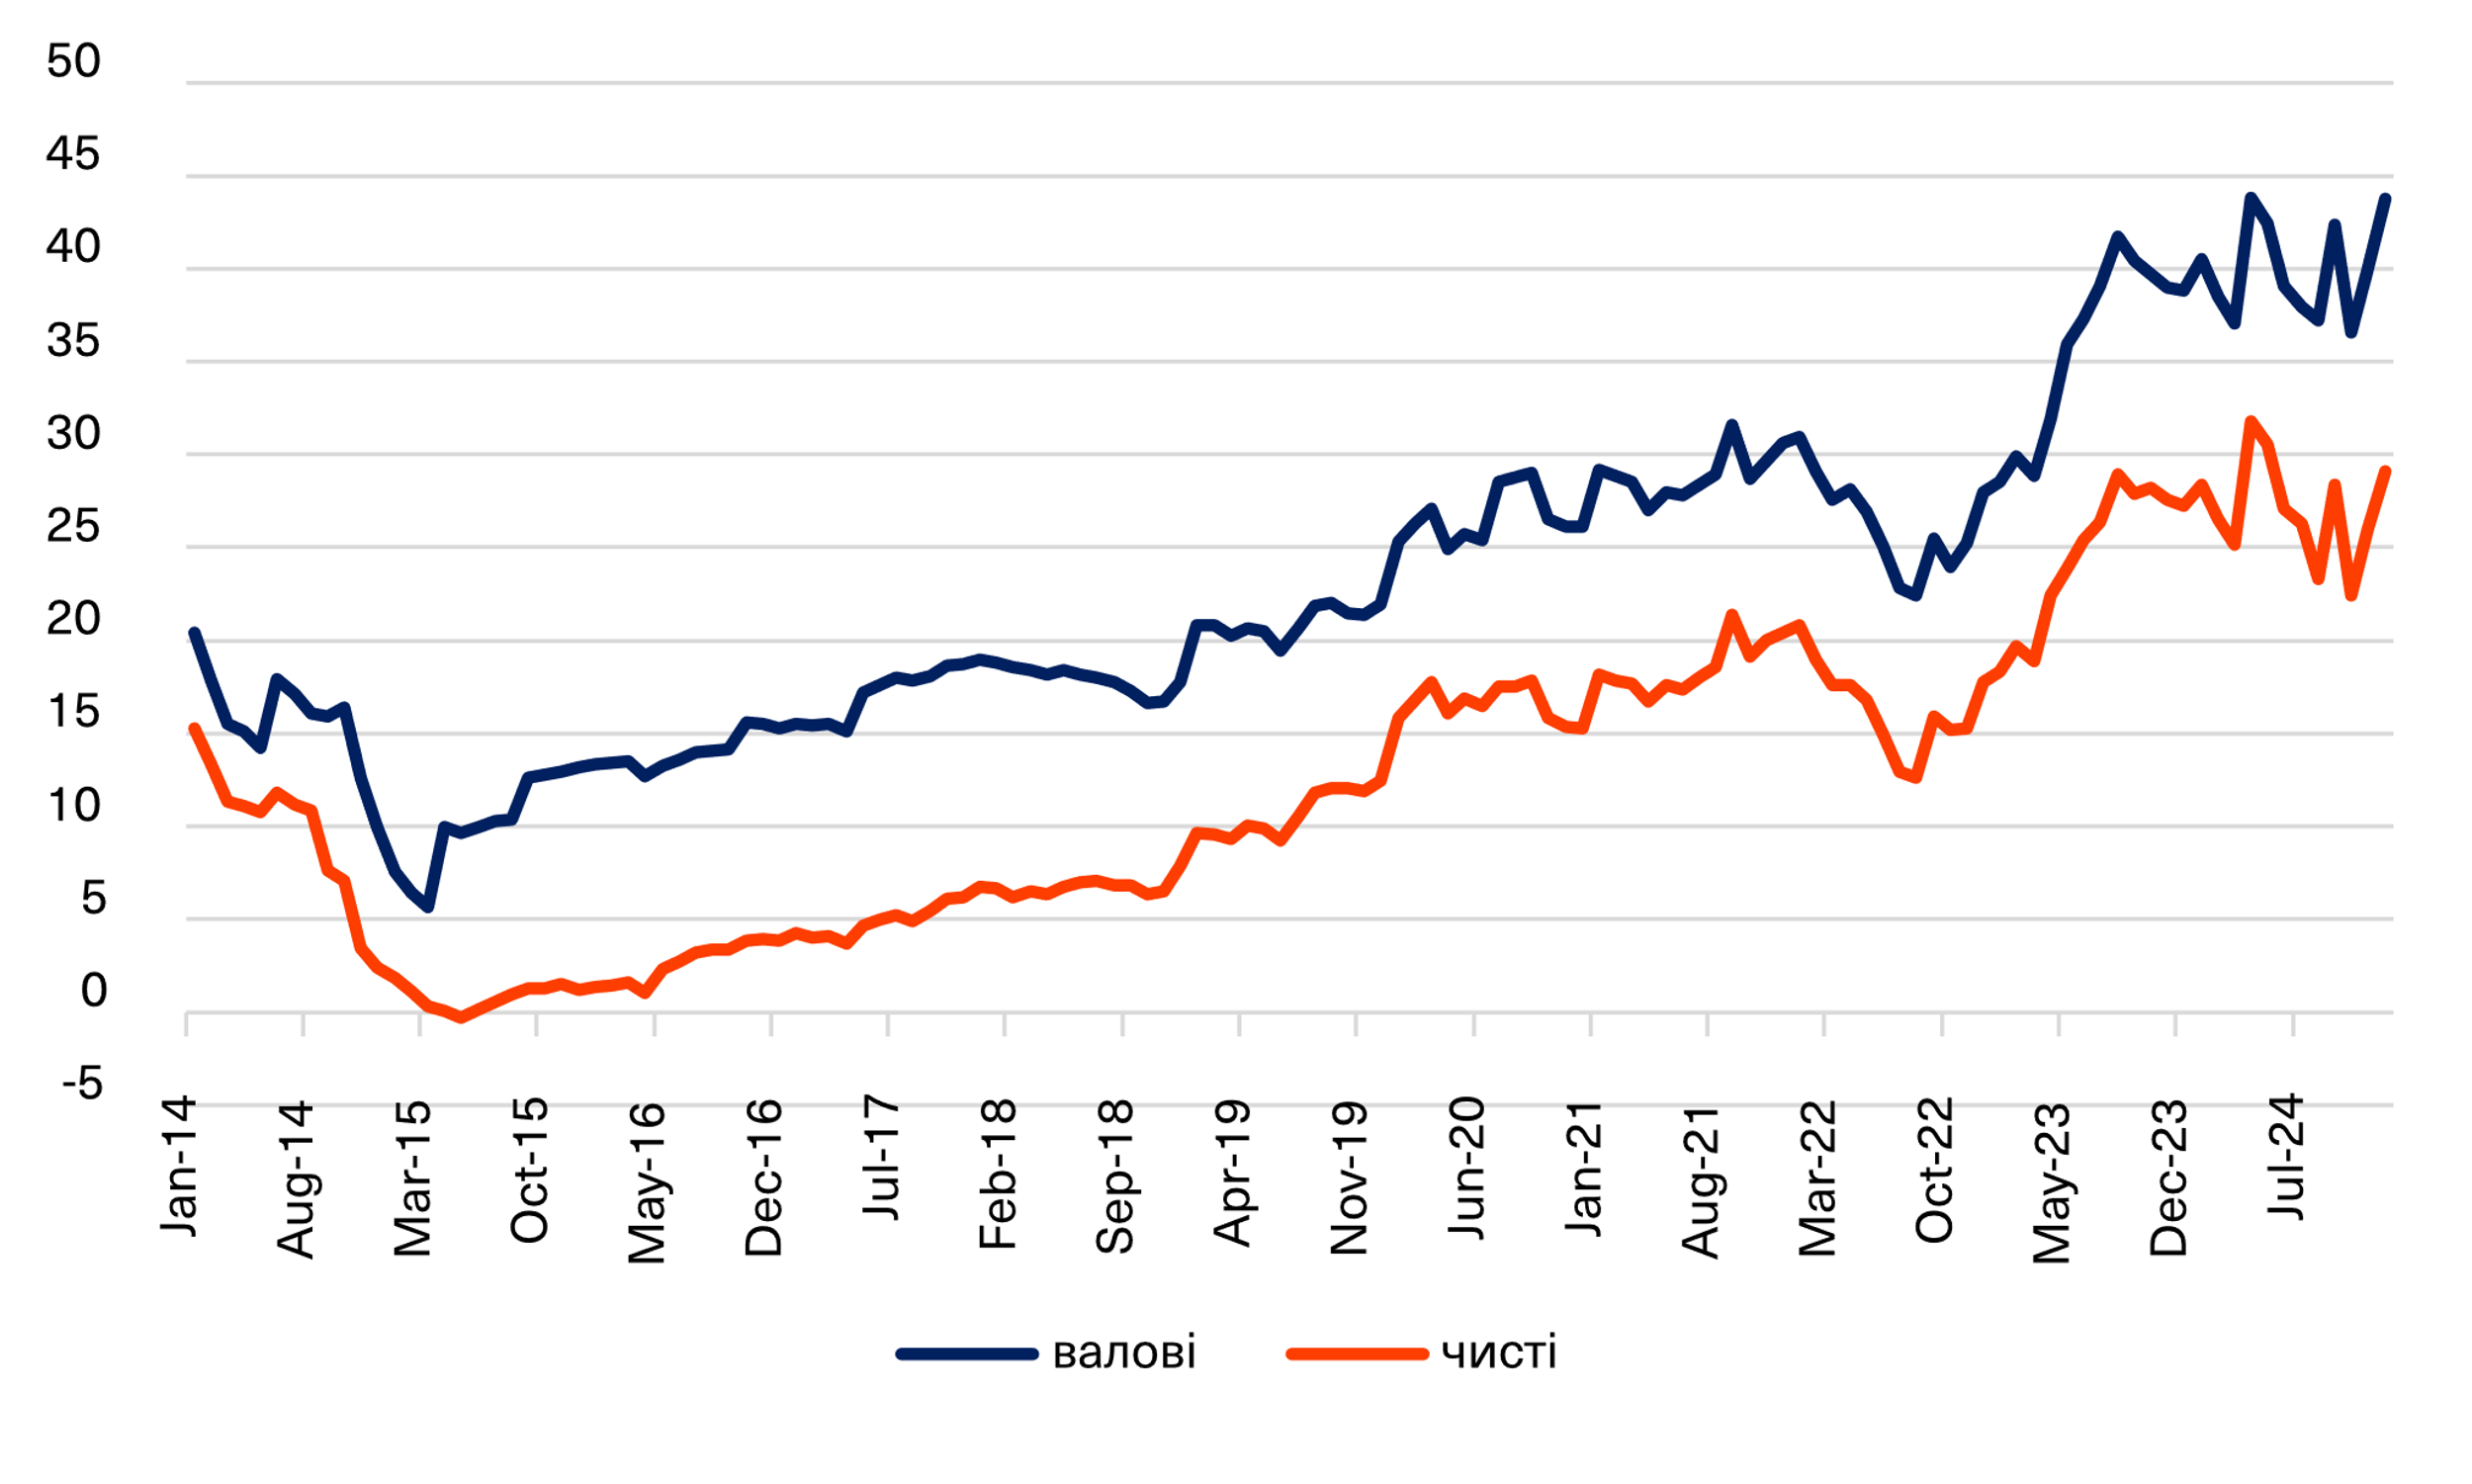 50
45
40
35
30
25
20
15
10
5
0
-5
Jan-14
Aug-14
Mar-15
Oct-15
May-16
Dec-16
Jul-17
Feb-18
Sep-18
Apr-19
Nov-19
Jun-20
Jan-21
Aug-21
Mar-22
Oct-22
May-23
Dec-23
Jul-24
валові
чисті